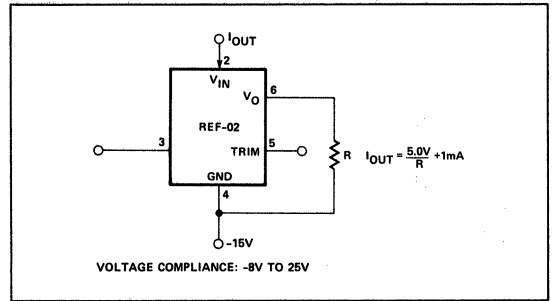 IOUT
2
VIN
VO
6
REF-02
3
TRIM
5
R
IOUT = 5.0V/R +1mA
GND
4
-15V
VOLTAGE COMPLIANCE: -8V TO 25V